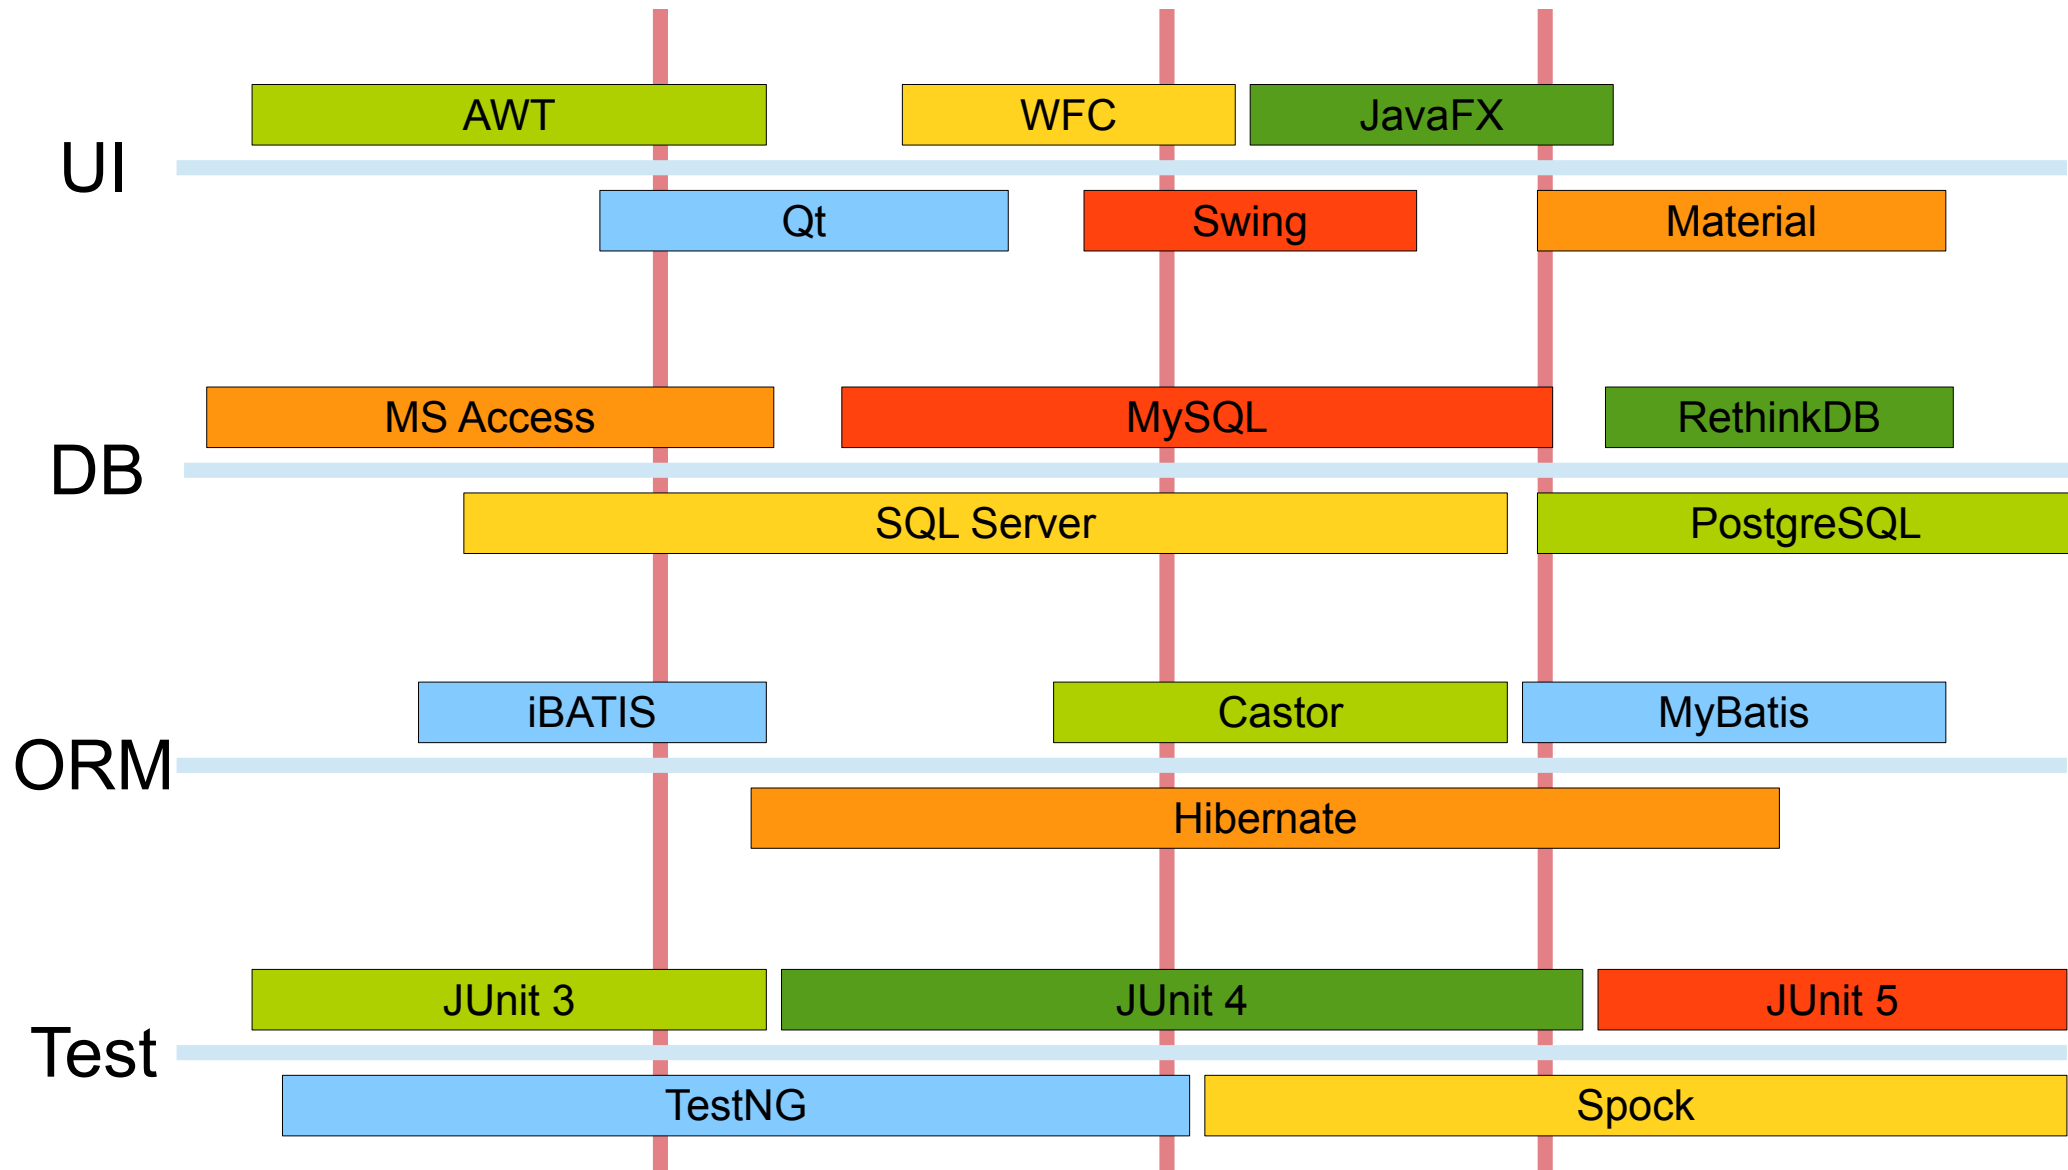 AWT
WFC
JavaFX
UI
Qt
Swing
Material
MS Access
MySQL
RethinkDB
DB
SQL Server
PostgreSQL
iBATIS
Castor
MyBatis
ORM
Hibernate
JUnit 3
JUnit 4
JUnit 5
Test
TestNG
Spock